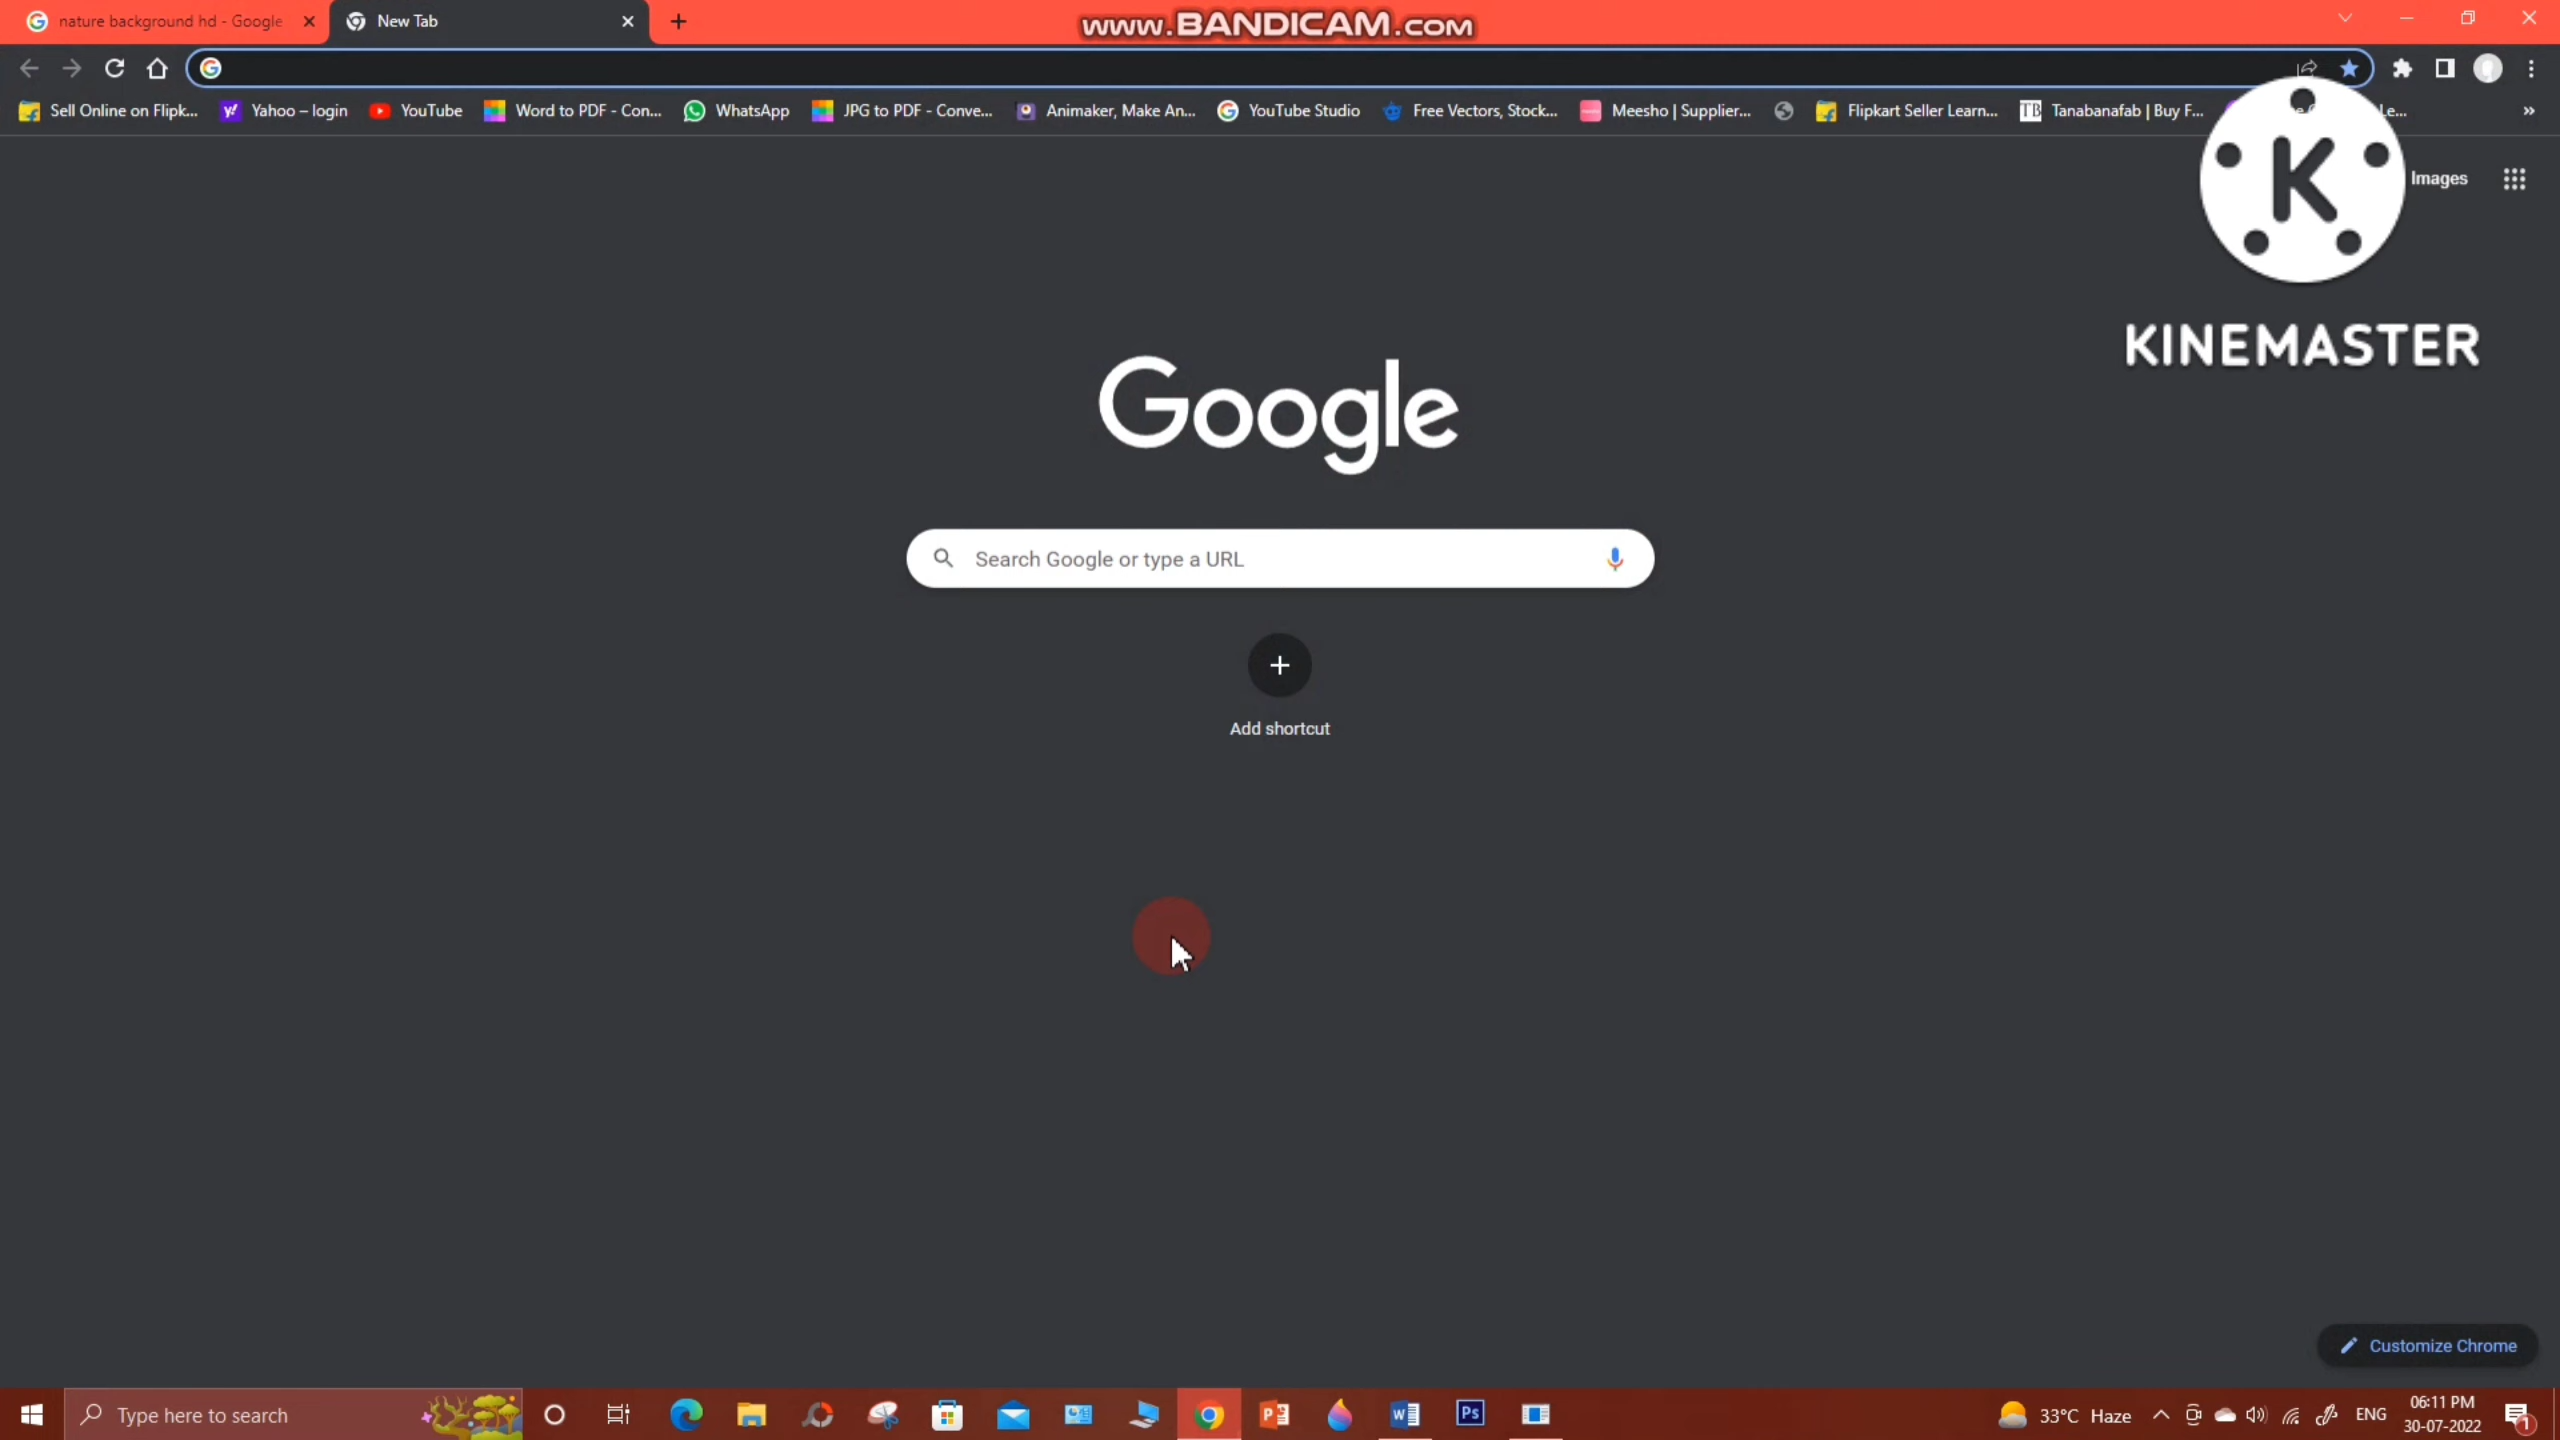 nature background hd - Google
New Tab
www.BANDICAM.com
Sell Online on Flipk...
Yahoo – login
YouTube
Word to PDF - Con...
WhatsApp
JPG to PDF - Conve...
Animaker, Make An...
YouTube Studio
Free Vectors, Stock...
Meesho | Supplier...
Flipkart Seller Learn...
TB Tanabanafab | Buy F...
Images
K
KINEMASTER
Google
Search Google or type a URL
Add shortcut
Customize Chrome
Type here to search
Ps
33°C Haze
ENG
06:11 PM
30-07-2022
1